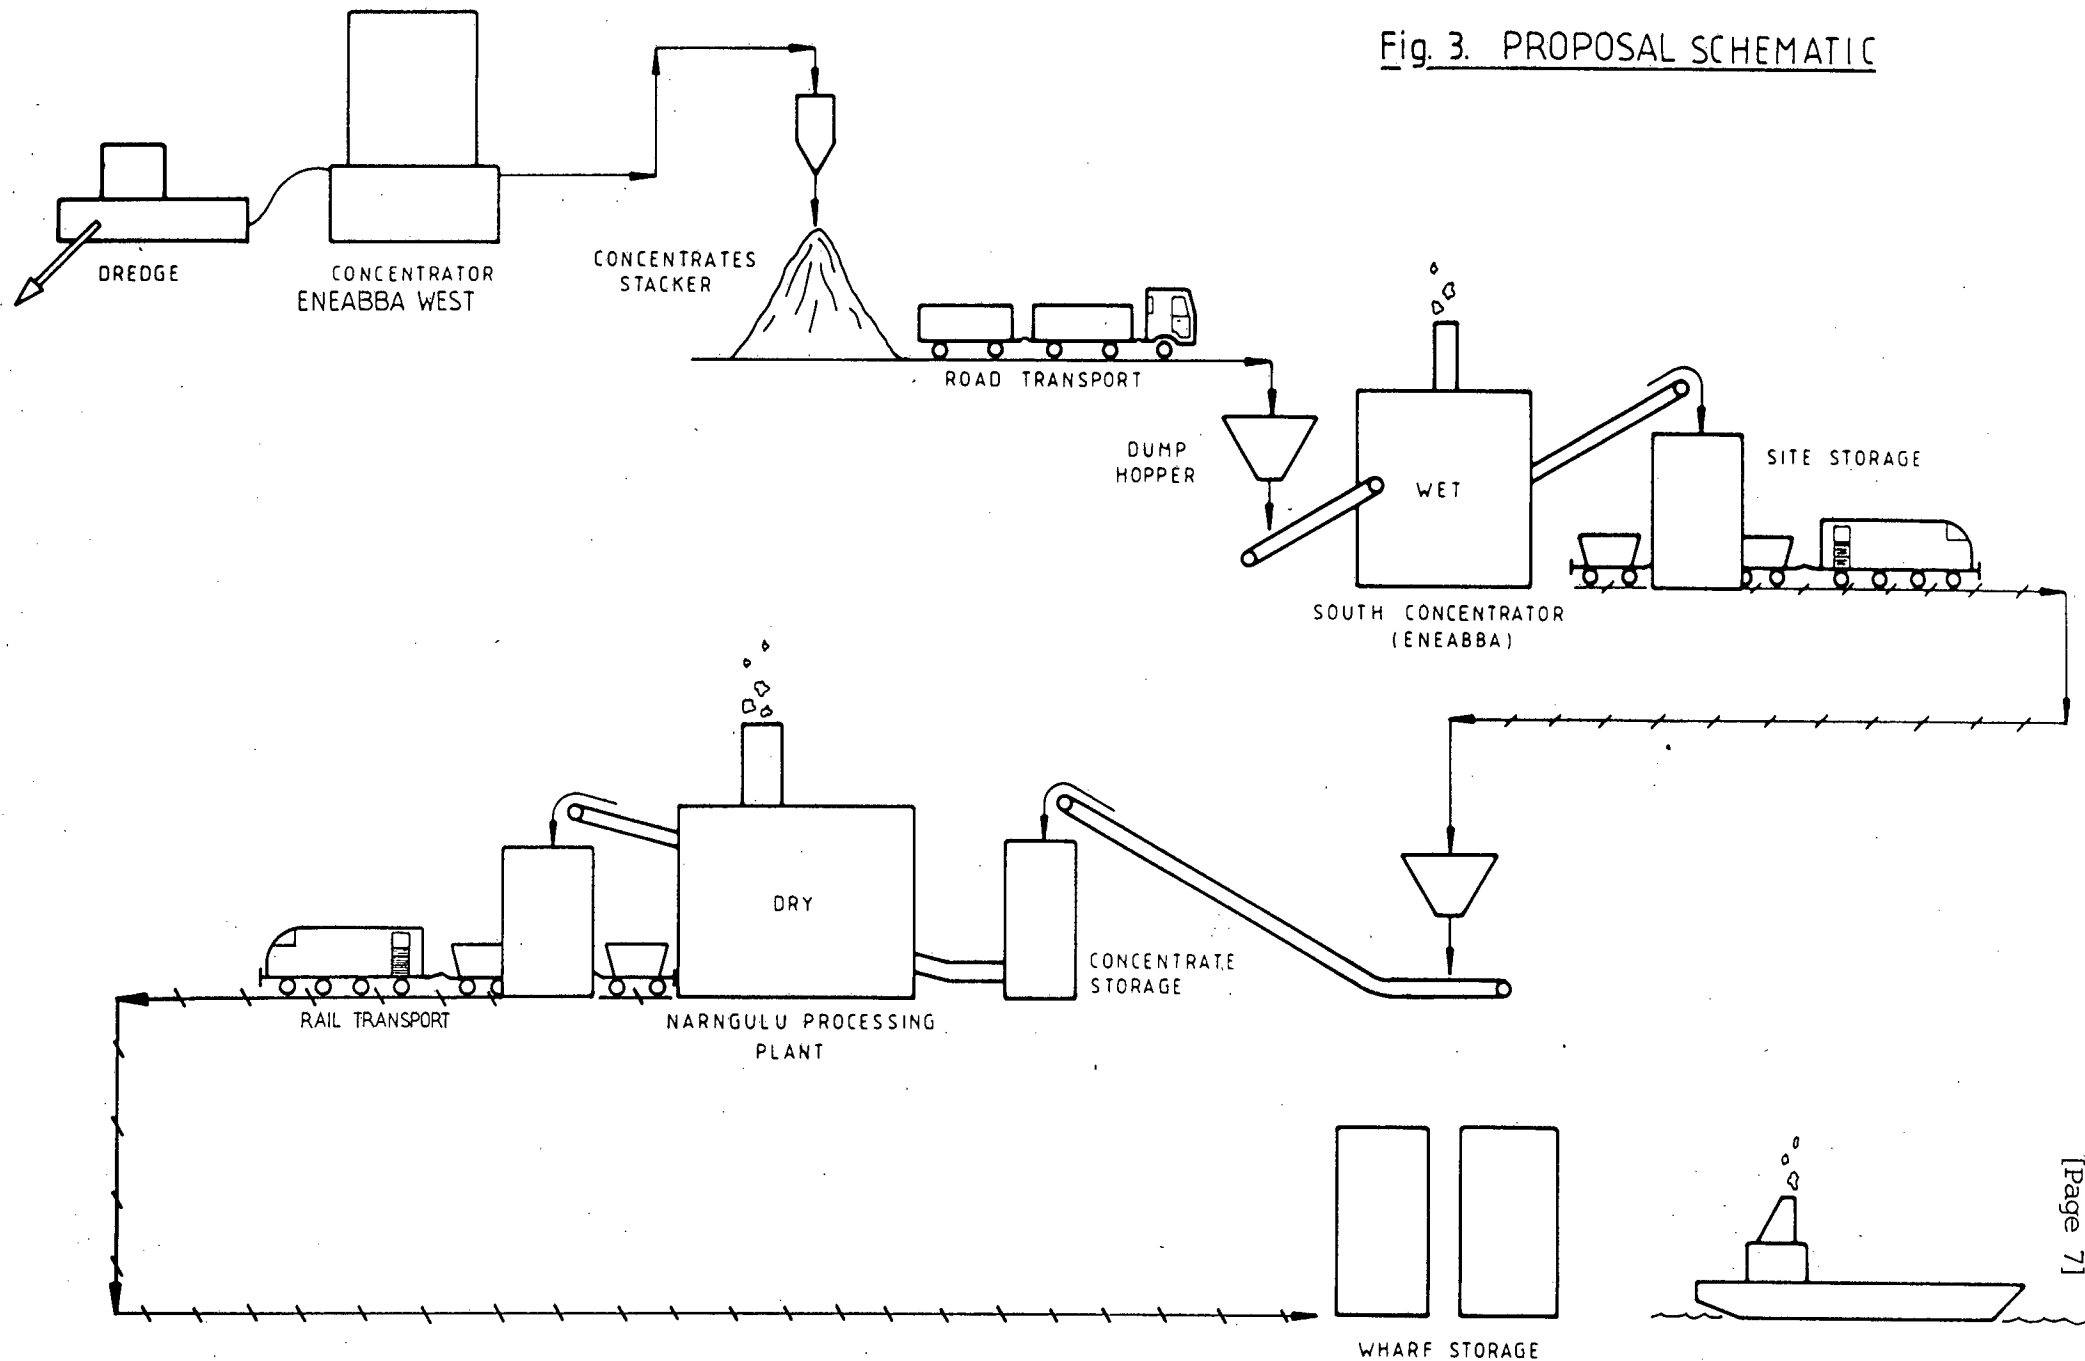 Fig. 3. PROPOSAL SCHEMATIC
DREDGE
CONCENTRATOR
ENEABBA WEST
CONCENTRATES
STACKER
ROAD TRANSPORT
DUMP
HOPPER
WET
SITE STORAGE
SOUTH CONCENTRATOR
(ENEABBA)
DRY
CONCENTRATE
STORAGE
RAIL TRANSPORT
NARNGULU PROCESSING
PLANT
WHARF STORAGE
[Page 7]